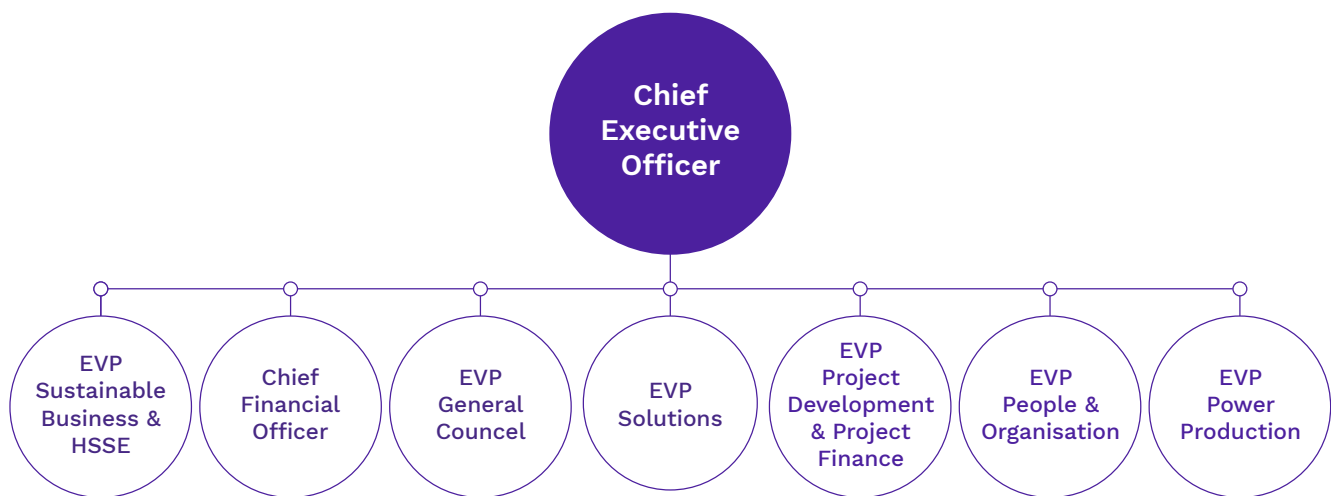 Chief
Executive
Officer
EVP
Sustainable
Business &
HSSE
Chief
Financial
Officer
EVP
General
Councel
EVP
Solutions
EVP
Project
Development
& Project
Finance
EVP
People &
Organisation
EVP
Power
Production